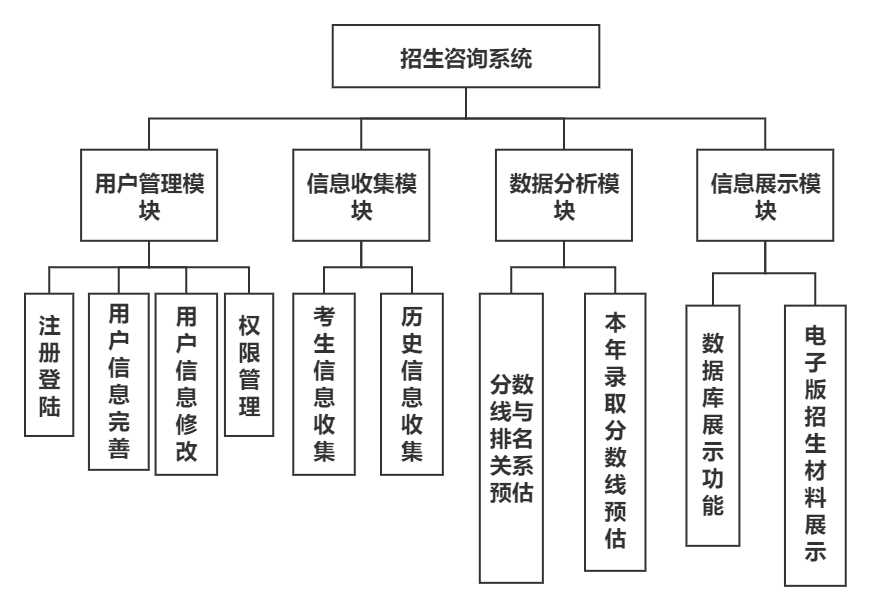 招生咨询系统
用户管理模
块
信息收集模
块
数据分析模
块
信息展示模
块
注册登陆
用户信息完善
用户信息修改
权限管理
考生信息收集
历史信息收集
分数
线与
排名
关系
预估
本年录取分数线预估
数据库展示功能
电子版招生材料展示